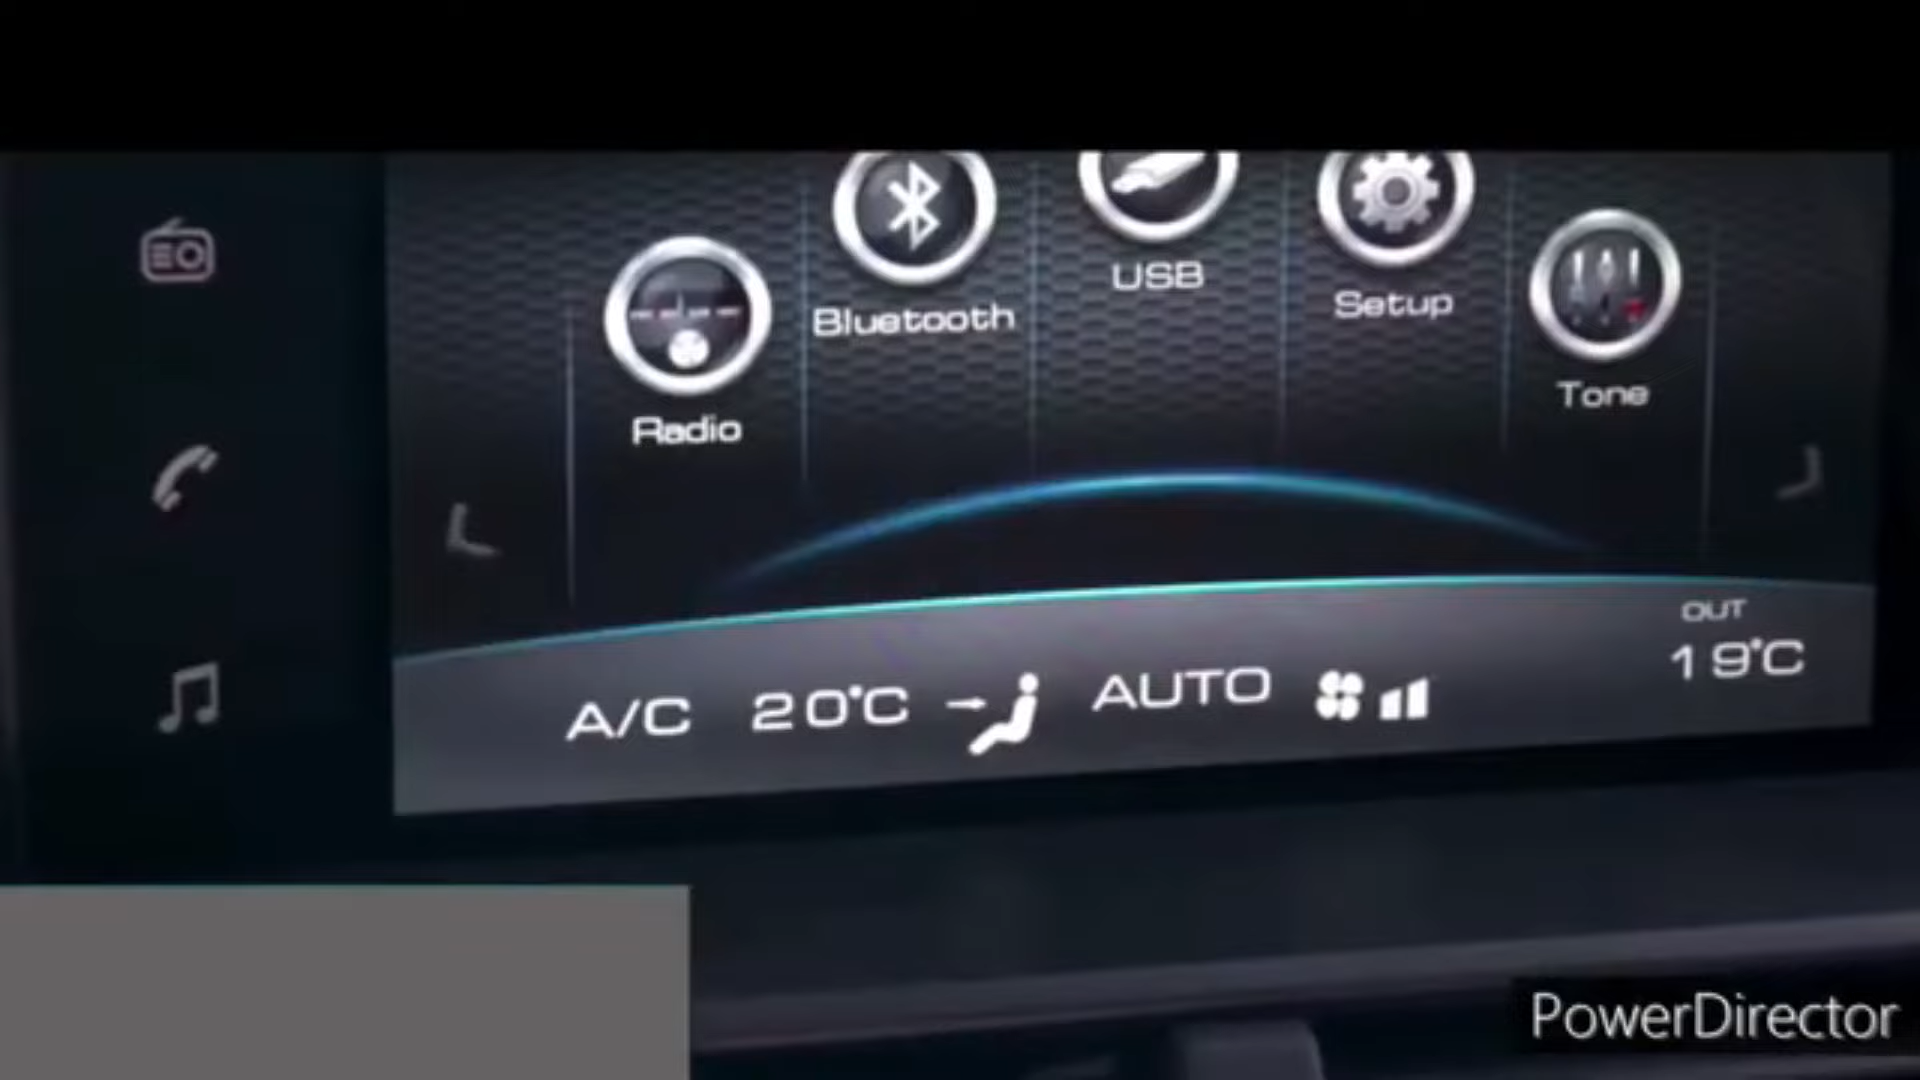 Bluetooth
USB
Setup
Radio
Tone
A/C 20°C AUTO
OUT
19°C
PowerDirector